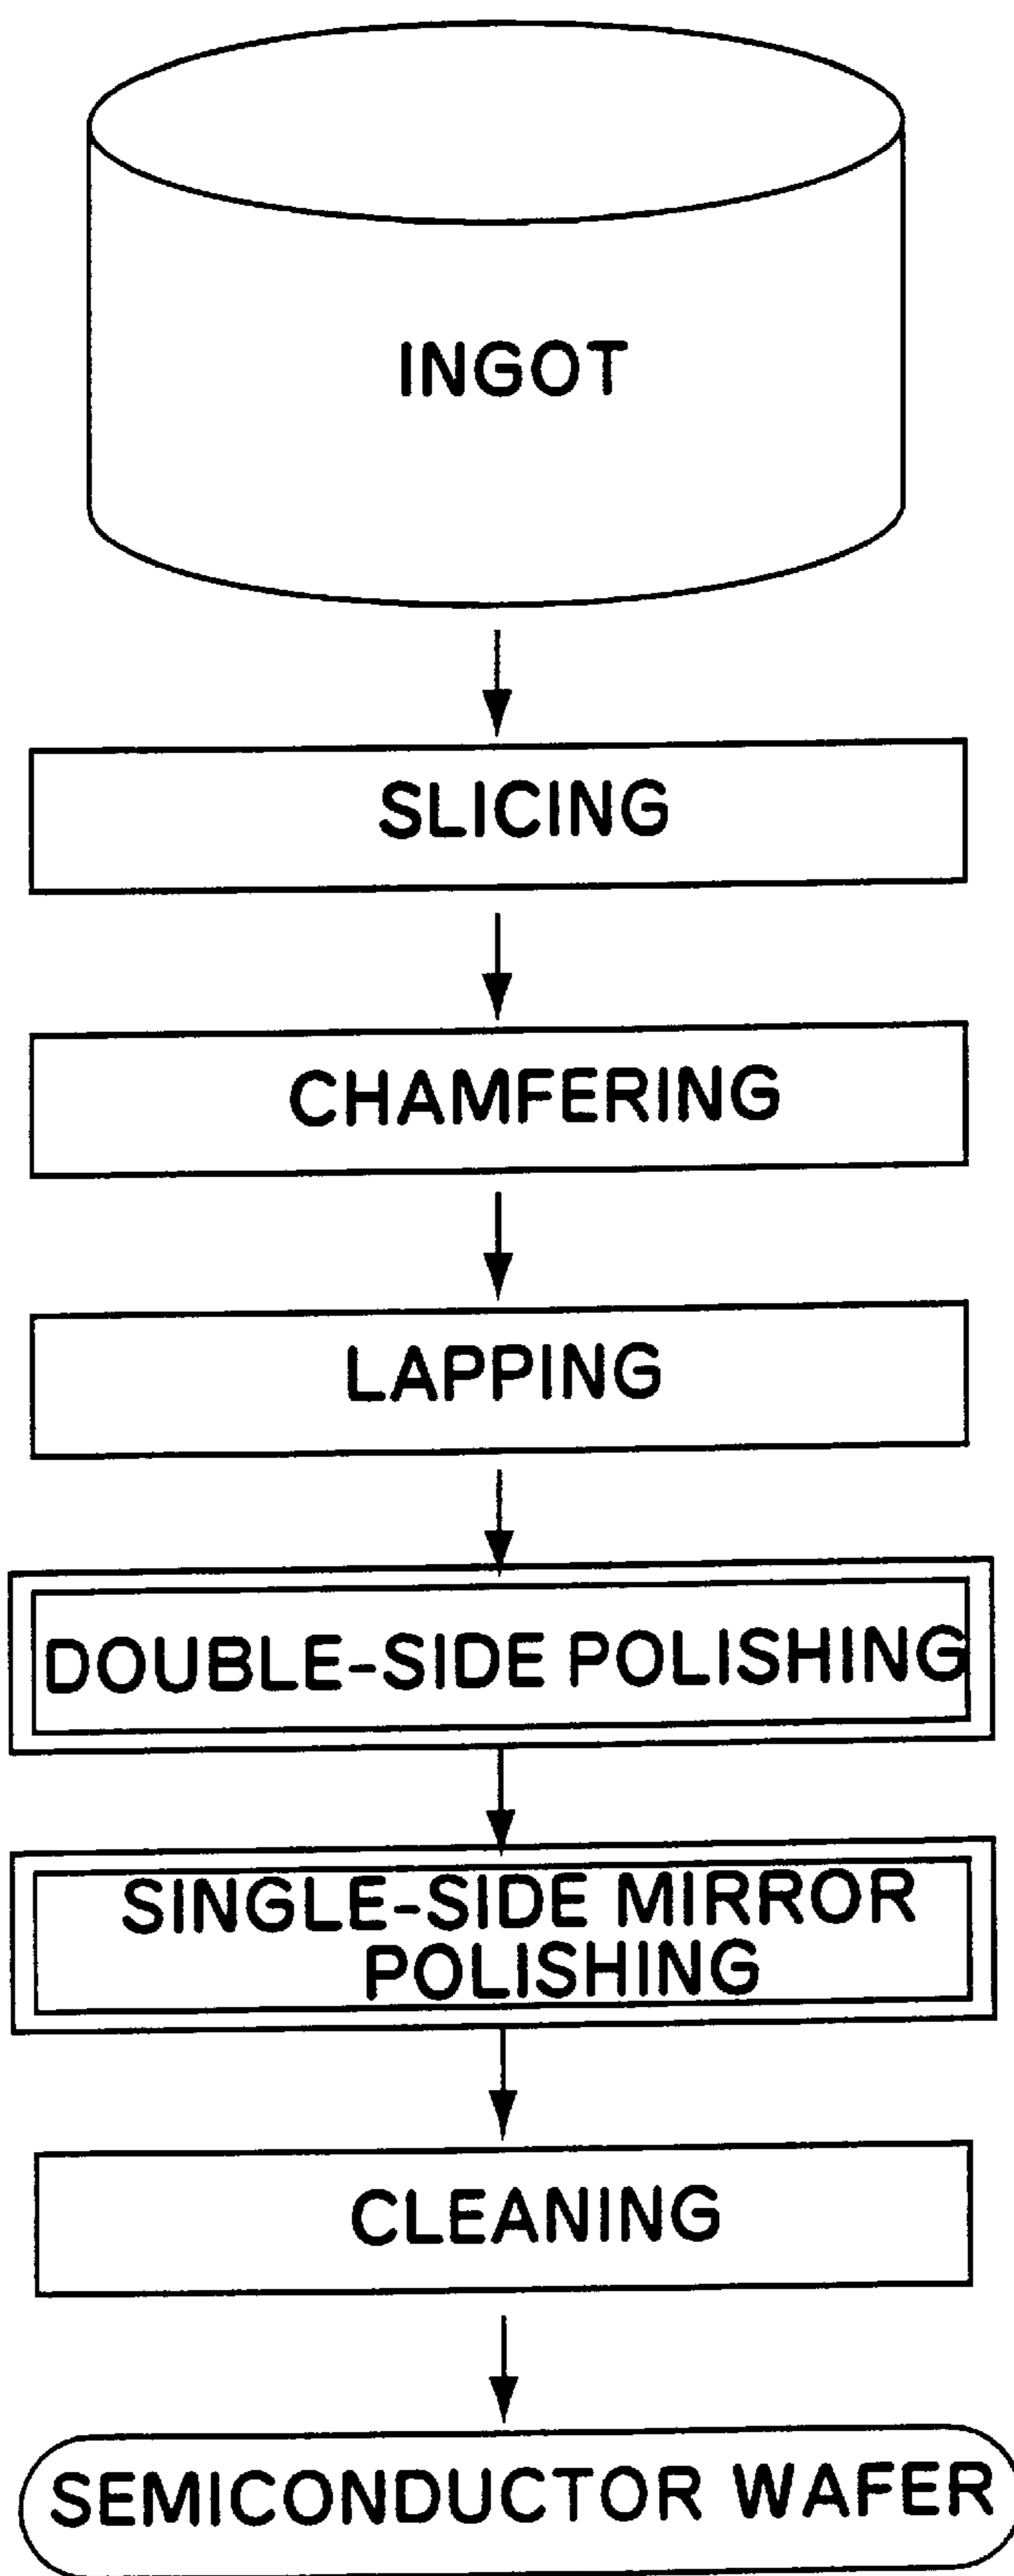 INGOT
SLICING
CHAMFERING
LAPPING
DOUBLE-SIDE POLISHING
SINGLE-SIDE MIRROR
POLISHING
CLEANING
SEMICONDUCTOR WAFER